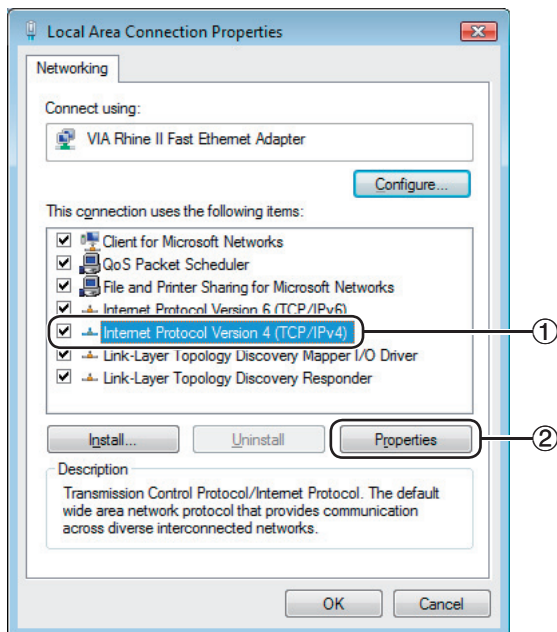 Local Area Connection Properties
Networking
Connect using:
VIA Rhine II Fast Ethernet Adapter
Configure...
This connection uses the following items:
Client for Microsoft Networks
QoS Packet Scheduler
File and Printer Sharing for Microsoft Networks
Internet Protocol Version 6 (TCP/IPv6)
Internet Protocol Version 4 (TCP/IPv4)
①
Link-Layer Topology Discovery Mapper I/O Driver
Link-Layer Topology Discovery Responder
Install...
Uninstall
Properties
②
Description
Transmission Control Protocol/Internet Protocol. The default
wide area network protocol that provides communication
across diverse interconnected networks.
OK
Cancel